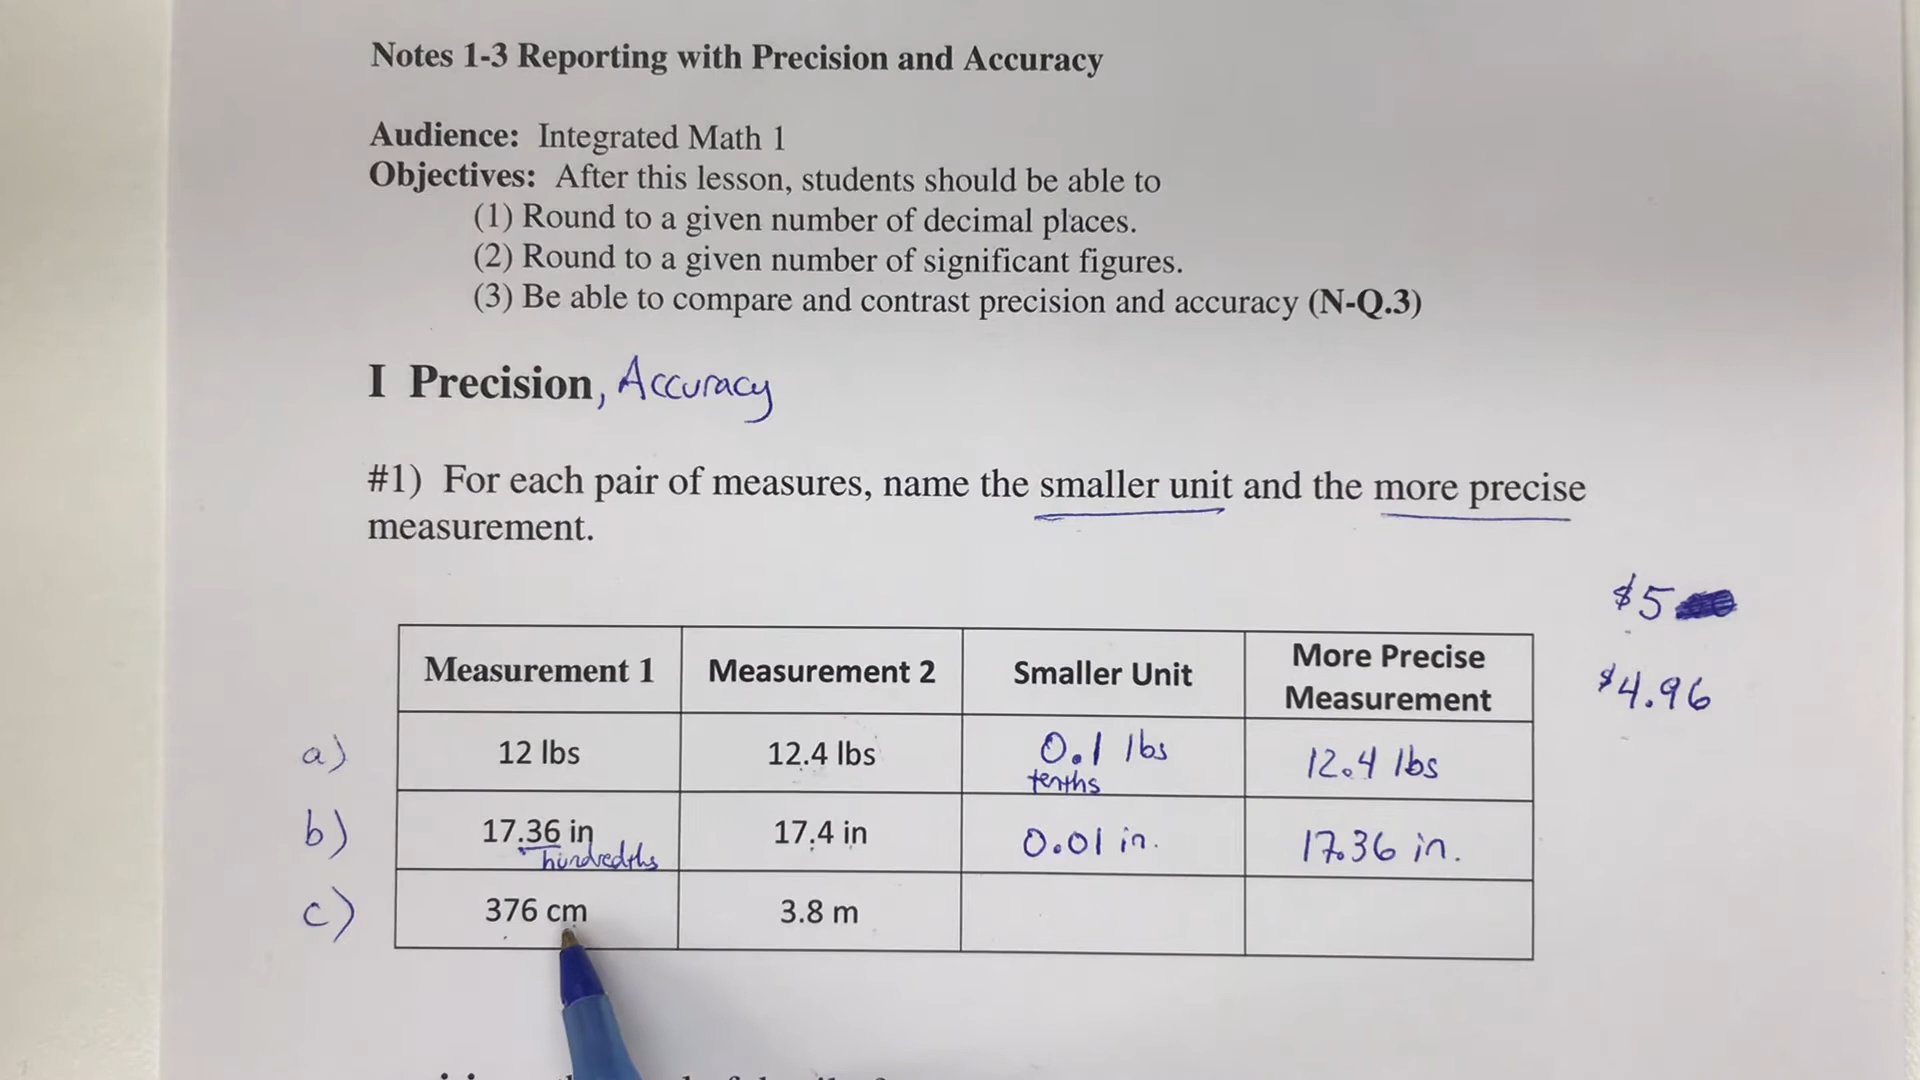 Notes 1-3 Reporting with Precision and Accuracy
Audience: Integrated Math 1
Objectives: After this lesson, students should be able to
(1) Round to a given number of decimal places.
(2) Round to a given number of significant figures.
(3) Be able to compare and contrast precision and accuracy (N-Q.3)
I Precision, Accuracy
#1) For each pair of measures, name the smaller unit and the more precise
measurement.
$5
$4.96
Measurement 1 Measurement 2 Smaller Unit More Precise Measurement
a) 12 lbs 12.4 lbs 0.1 lbs 12.4 lbs
tenths
b) 17.36 in 17.4 in 0.01 in. 17.36 in.
hundredths
c) 376 cm 3.8 m